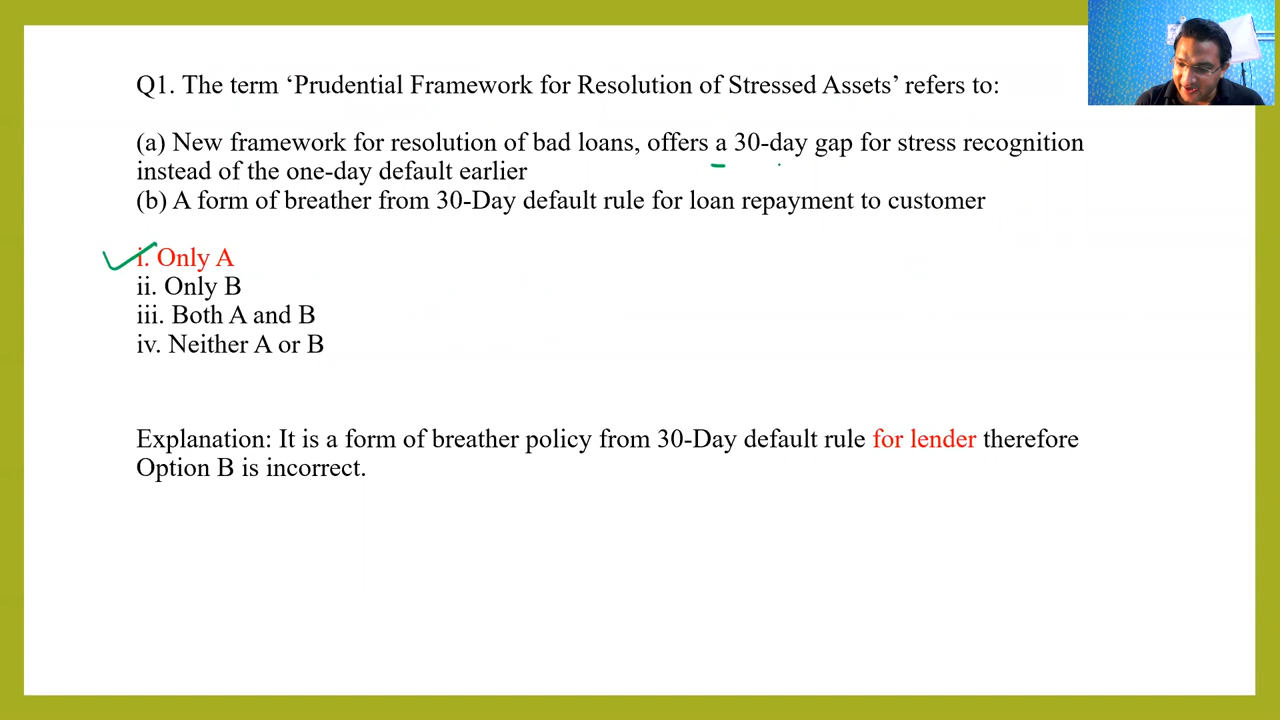 Q1. The term ‘Prudential Framework for Resolution of Stressed Assets’ refers to:
(a) New framework for resolution of bad loans, offers a 30-day gap for stress recognition
instead of the one-day default earlier
(b) A form of breather from 30-Day default rule for loan repayment to customer
i. Only A
ii. Only B
iii. Both A and B
iv. Neither A or B
Explanation: It is a form of breather policy from 30-Day default rule for lender therefore
Option B is incorrect.